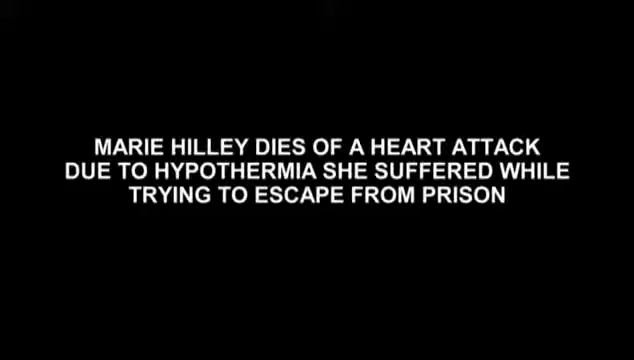 MARIE HILLEY DIES OF A HEART ATTACK
DUE TO HYPOTHERMIA SHE SUFFERED WHILE
TRYING TO ESCAPE FROM PRISON